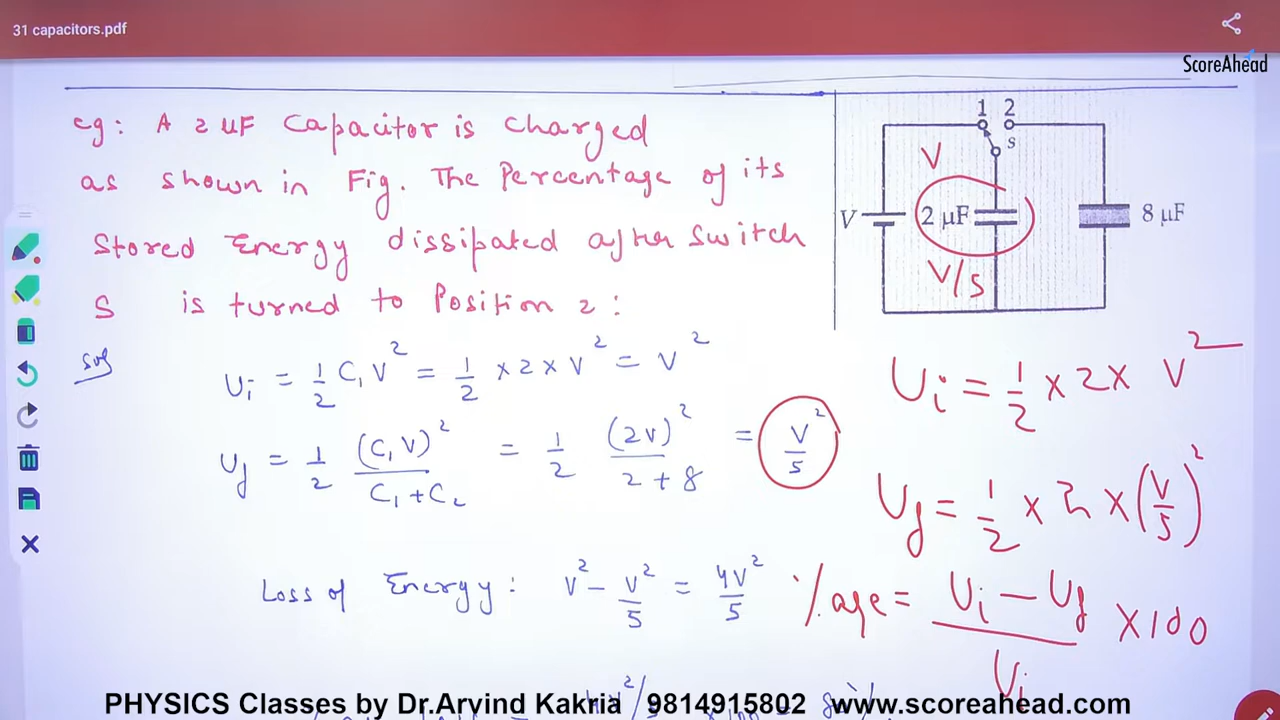 31 capacitors.pdf
ScoreAhead
eg: A 2 μF Capacitor is charged
as shown in Fig. The Percentage of its
Stored Energy dissipated after switch
S is turned to Position 2:
1 2
S
V
V
2 μF
8 μF
V/5
Sol
Ui = 1/2 C₁V² = 1/2 × 2 × V² = V²
Uf = 1/2 (C₁V)²/(C₁+C₂) = 1/2 (2V)²/(2+8) = V²/5
Loss of Energy: V² - V²/5 = 4V²/5
Ui = 1/2 × 2 × V²
Uf = 1/2 × 2 × (V/5)²
%age = (Ui - Uf)/Ui × 100
PHYSICS Classes by Dr.Arvind Kakria 9814915802 www.scoreahead.com